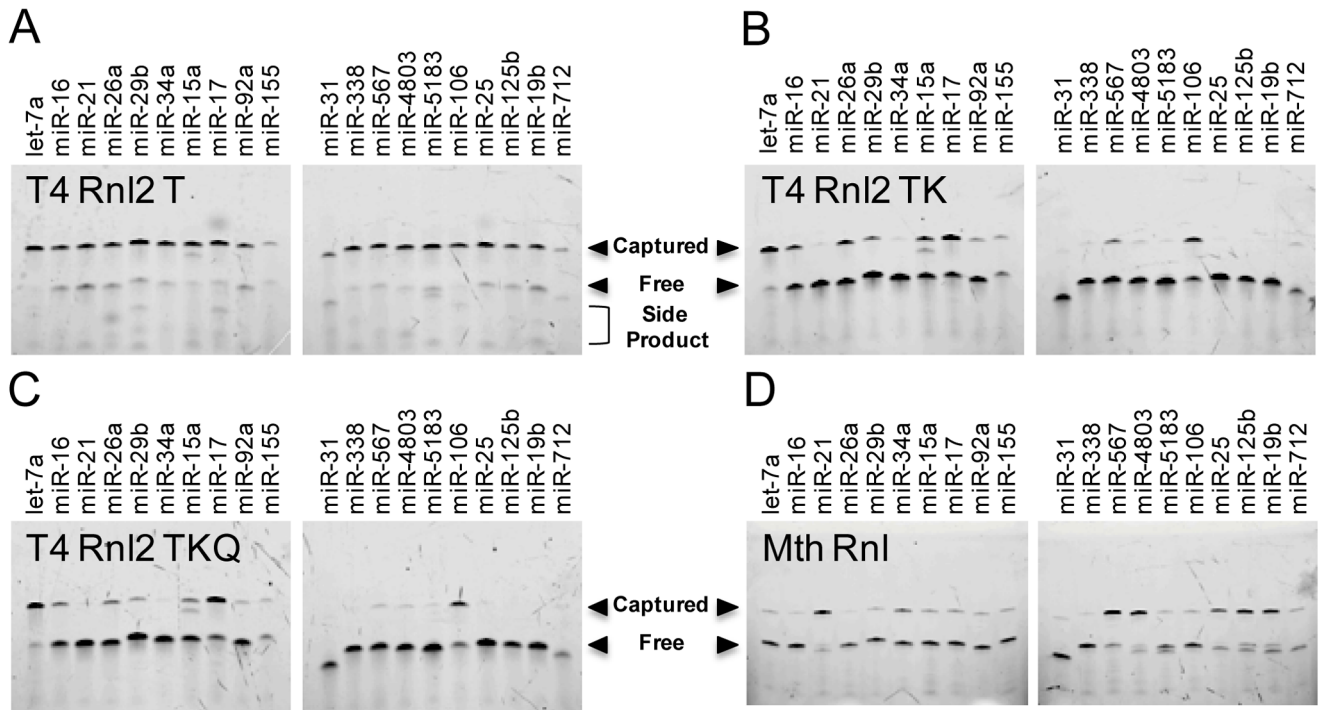 A
let-7a
miR-16
miR-21
miR-26a
miR-29b
miR-34a
miR-15a
miR-17
miR-92a
miR-155
miR-31
miR-338
miR-567
miR-4803
miR-5183
miR-106
miR-25
miR-125b
miR-19b
miR-712
T4 Rnl2 T
Captured
Free
Side
Product
B
let-7a
miR-16
miR-21
miR-26a
miR-29b
miR-34a
miR-15a
miR-17
miR-92a
miR-155
miR-31
miR-338
miR-567
miR-4803
miR-5183
miR-106
miR-25
miR-125b
miR-19b
miR-712
T4 Rnl2 TK
C
let-7a
miR-16
miR-21
miR-26a
miR-29b
miR-34a
miR-15a
miR-17
miR-92a
miR-155
miR-31
miR-338
miR-567
miR-4803
miR-5183
miR-106
miR-25
miR-125b
miR-19b
miR-712
T4 Rnl2 TKQ
Captured
Free
D
let-7a
miR-16
miR-21
miR-26a
miR-29b
miR-34a
miR-15a
miR-17
miR-92a
miR-155
miR-31
miR-338
miR-567
miR-4803
miR-5183
miR-106
miR-25
miR-125b
miR-19b
miR-712
Mth Rnl